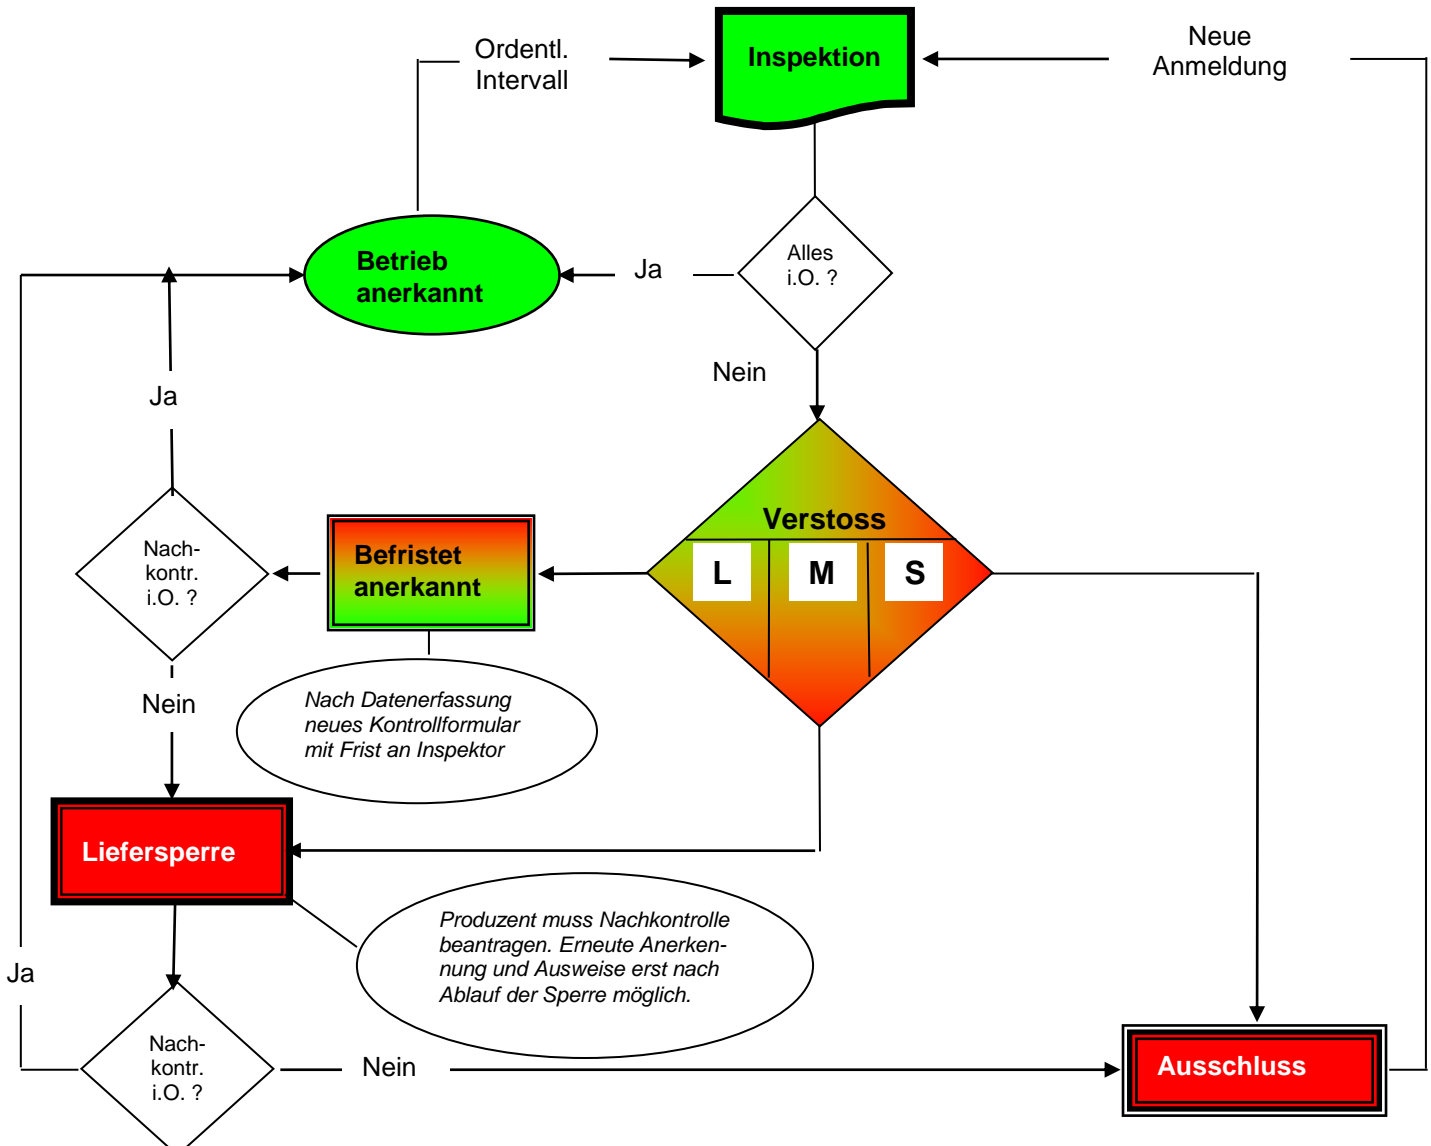 Ordentl.
Intervall
Inspektion
Neue
Anmeldung
Betrieb
anerkannt
Ja
Alles
i.O. ?
Nein
Ja
Verstoss
L
M
S
Nach-
kontr.
i.O. ?
Befristet
anerkannt
Nein
Nach Datenerfassung
neues Kontrollformular
mit Frist an Inspektor
Liefersperre
Produzent muss Nachkontrolle
beantragen. Erneute Anerken-
nung und Ausweise erst nach
Ablauf der Sperre möglich.
Ja
Nach-
kontr.
i.O. ?
Nein
Ausschluss